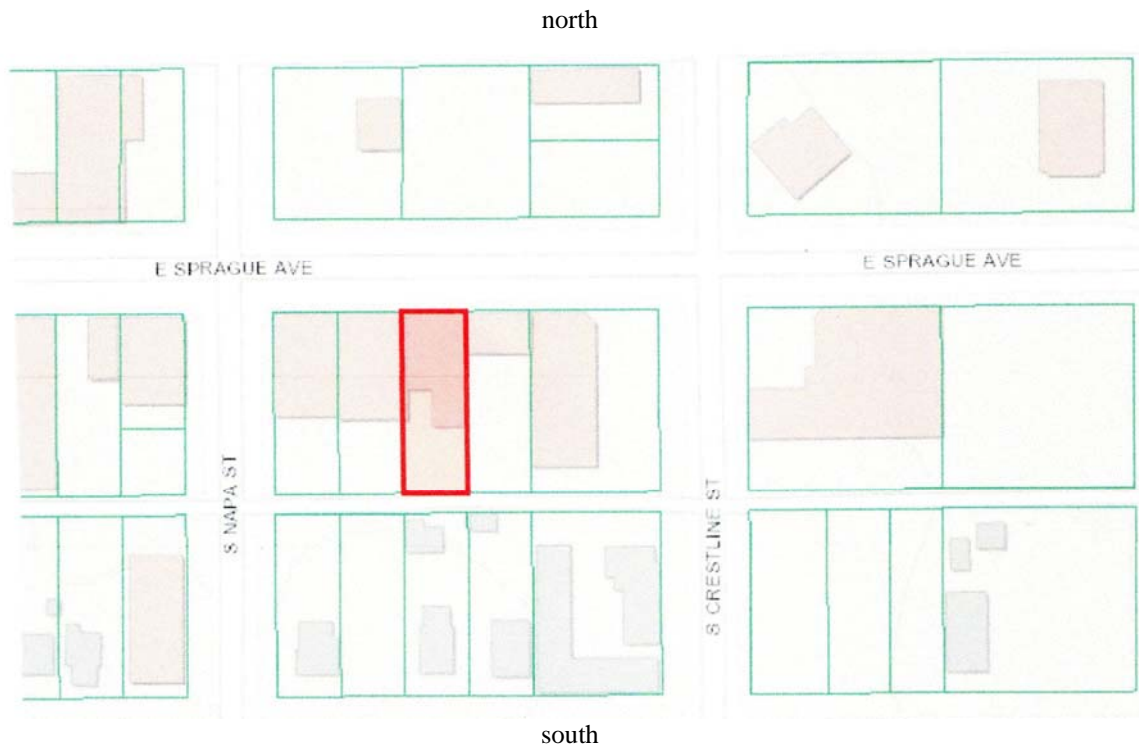 north
E SPRAGUE AVE
E SPRAGUE AVE
S NAPA ST
S CRESTLINE ST
south